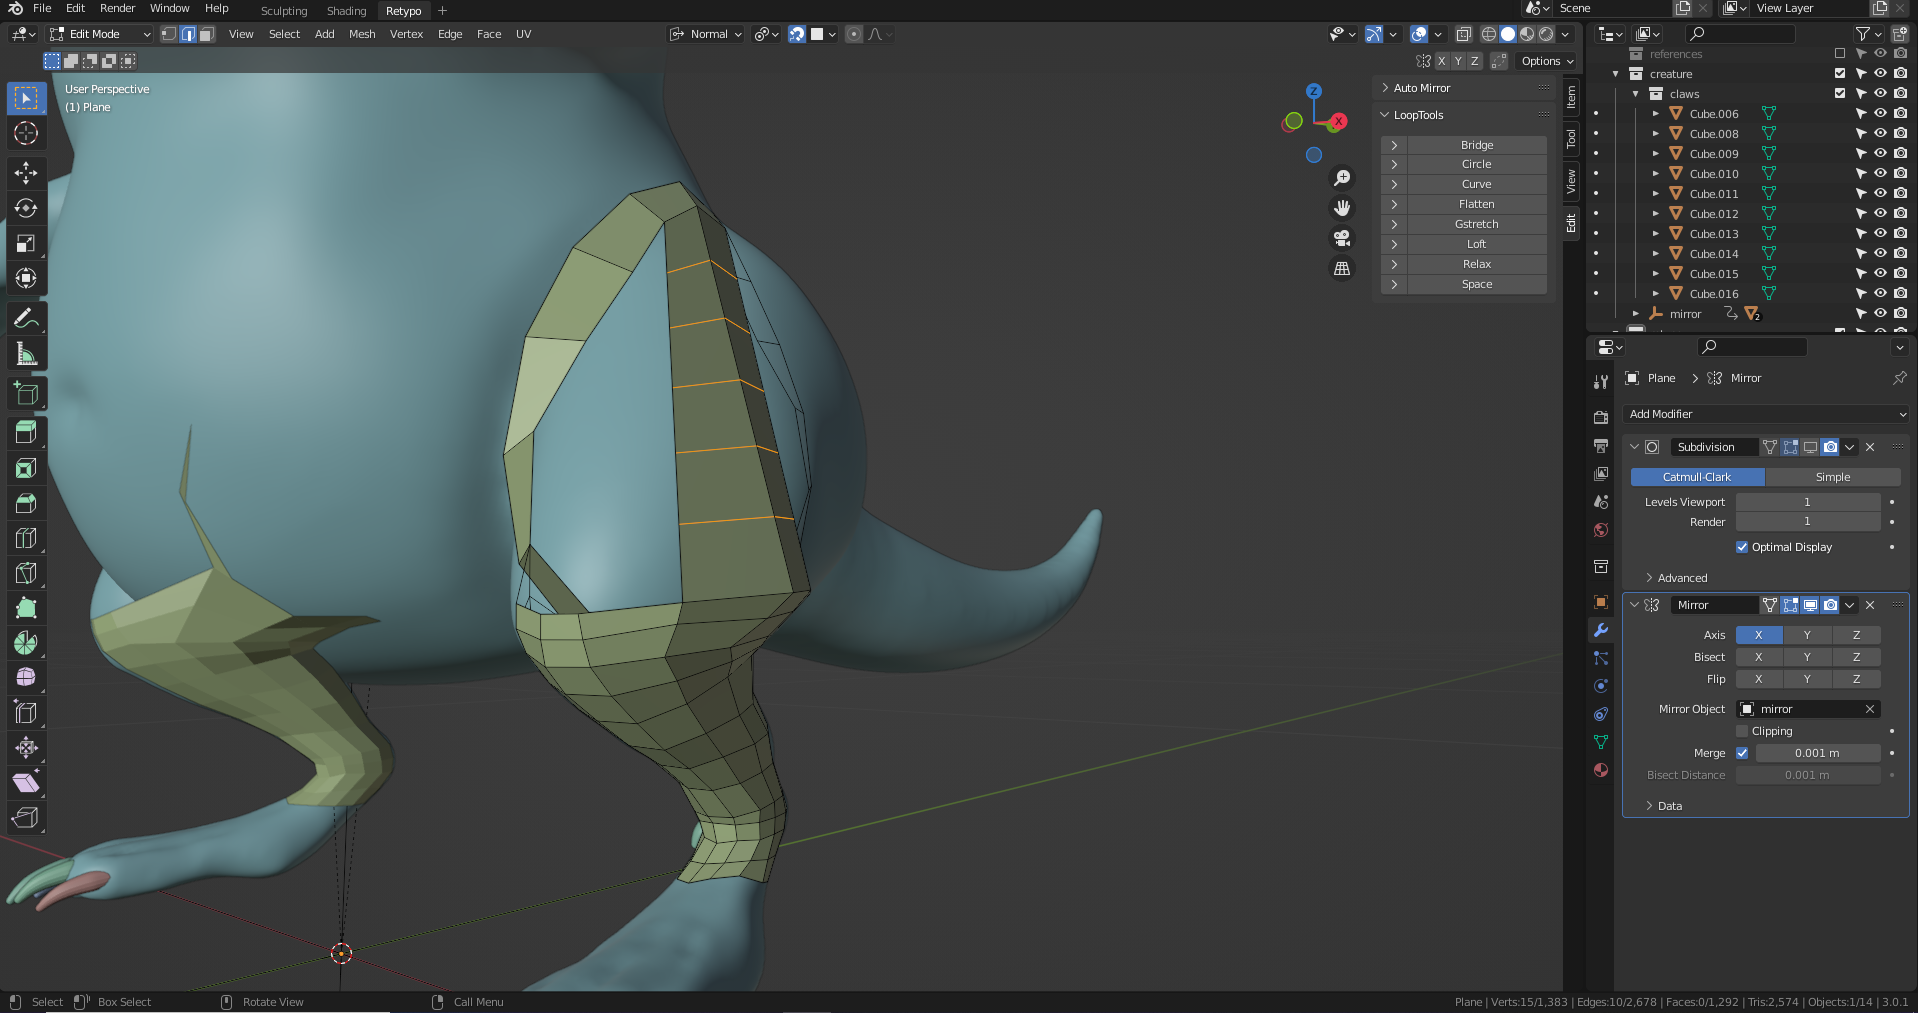 File Edit Render Window Help Sculpting Shading Retypo + Scene View Layer
Edit Mode View Select Add Mesh Vertex Edge Face UV Normal
X Y Z Options
User Perspective
(1) Plane
Z
X
Auto Mirror
LoopTools
Bridge
Circle
Curve
Flatten
Gstretch
Loft
Relax
Space
Item
Tool
View
Edit
references
creature
claws
Cube.006
Cube.008
Cube.009
Cube.010
Cube.011
Cube.012
Cube.013
Cube.014
Cube.015
Cube.016
mirror 2
Plane > Mirror
Add Modifier
Subdivision
Catmull-Clark Simple
Levels Viewport 1
Render 1
Optimal Display
Advanced
Mirror
Axis X Y Z
Bisect X Y Z
Flip X Y Z
Mirror Object mirror
Clipping
Merge 0.001 m
Bisect Distance 0.001 m
Data
Select Box Select Rotate View Call Menu Plane | Verts:15/1,383 | Edges:10/2,678 | Faces:0/1,292 | Tris:2,574 | Objects:1/14 | 3.0.1